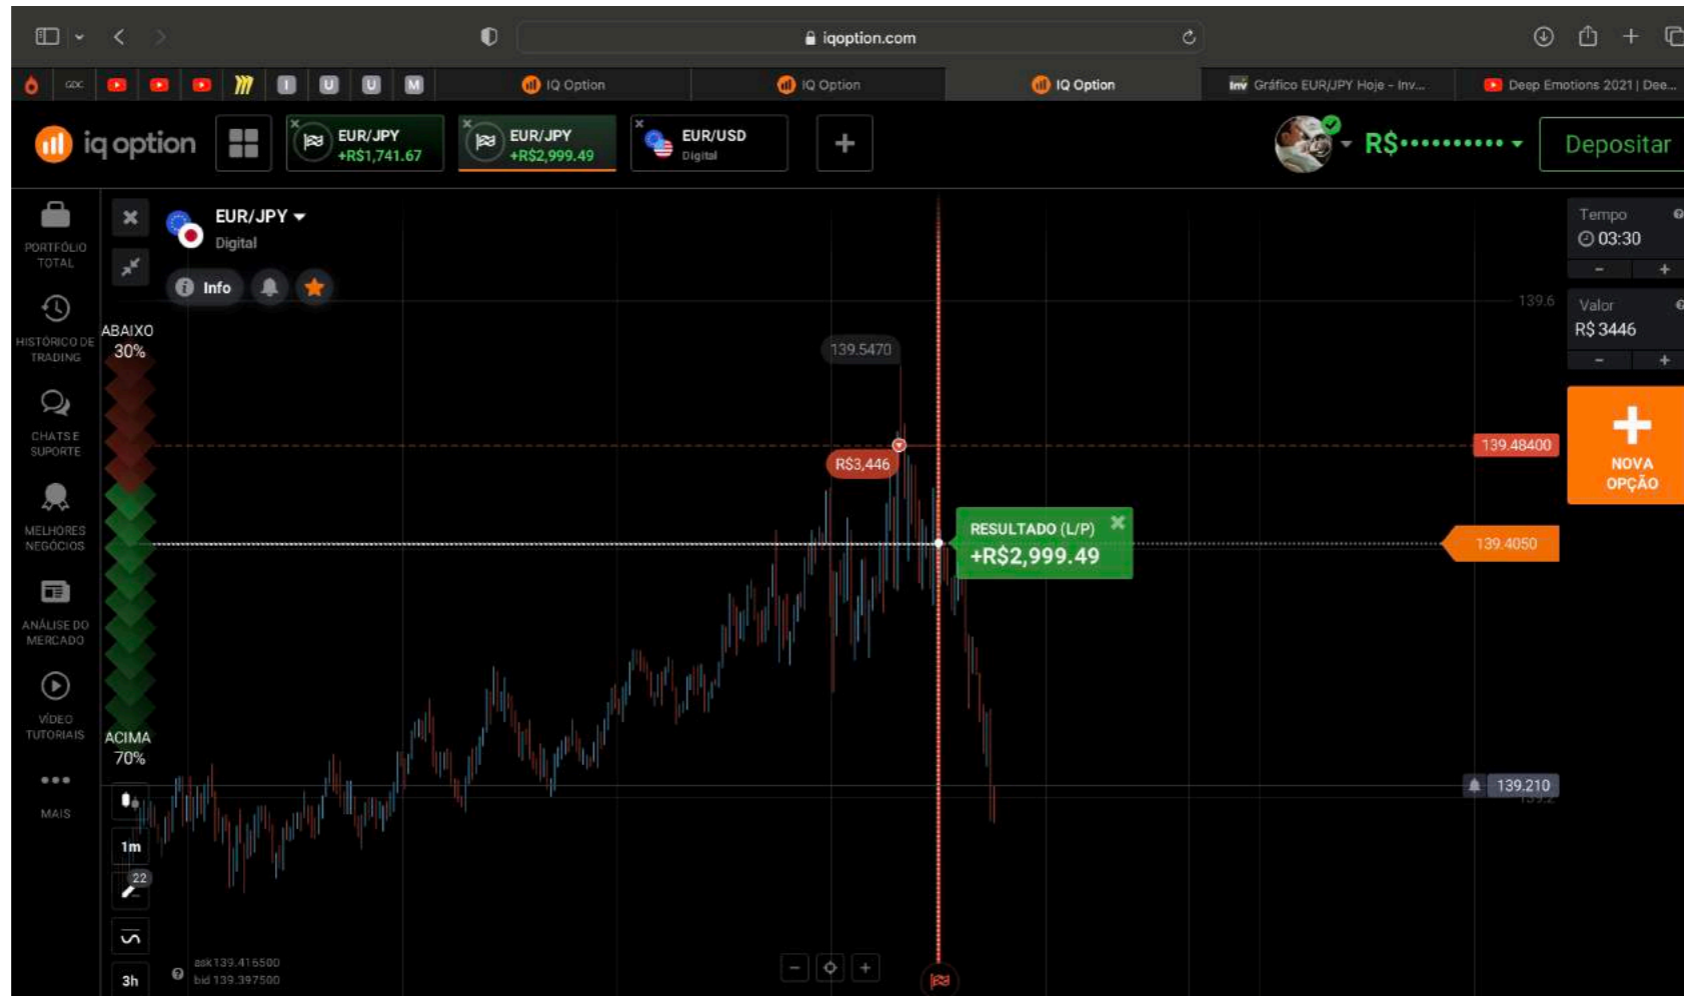 iqoption.com
GDC
I
U
U
M
IQ Option
IQ Option
IQ Option
Inv
Gráfico EUR/JPY Hoje - Inv...
Deep Emotions 2021 | Dee...
iq option
EUR/JPY
+R$1,741.67
EUR/JPY
+R$2,999.49
EUR/USD
Digital
R$
Depositar
PORTFÓLIO
TOTAL
HISTÓRICO DE
TRADING
CHATS E
SUPORTE
MELHORES
NEGÓCIOS
ANÁLISE DO
MERCADO
VÍDEO
TUTORIAIS
MAIS
EUR/JPY
Digital
Info
ABAIXO
30%
ACIMA
70%
1m
22
3h
139.5470
R$3,446
RESULTADO (L/P)
+R$2,999.49
139.6
139.48400
139.4050
139.210
139.2
Tempo
03:30
Valor
R$ 3446
NOVA
OPÇÃO
ask 139.416500
bid 139.397500